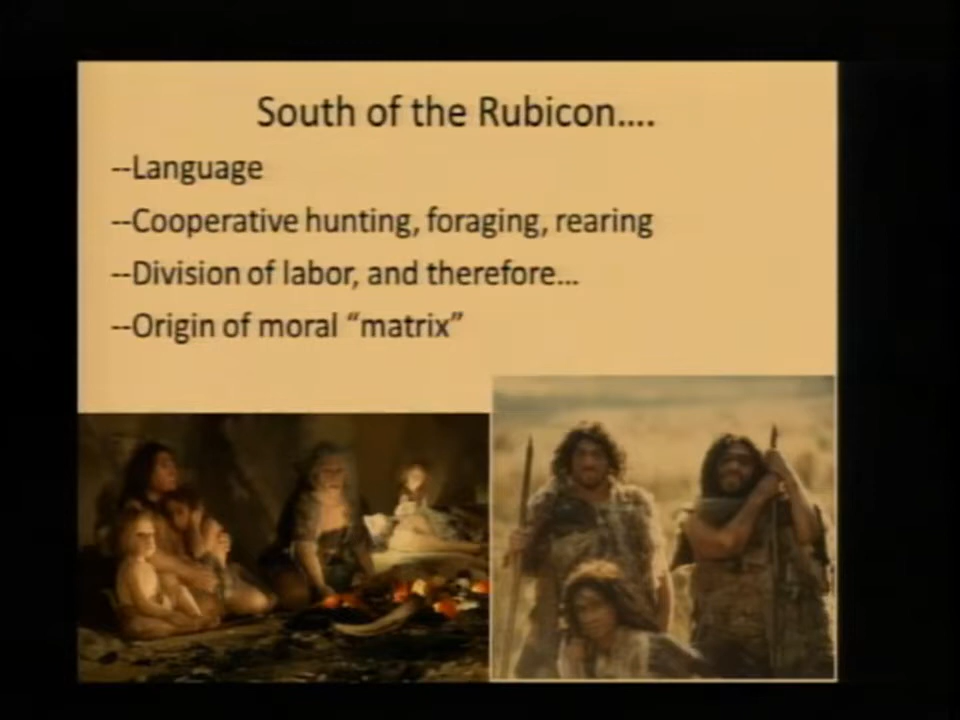 South of the Rubicon....
--Language
--Cooperative hunting, foraging, rearing
--Division of labor, and therefore...
--Origin of moral “matrix”